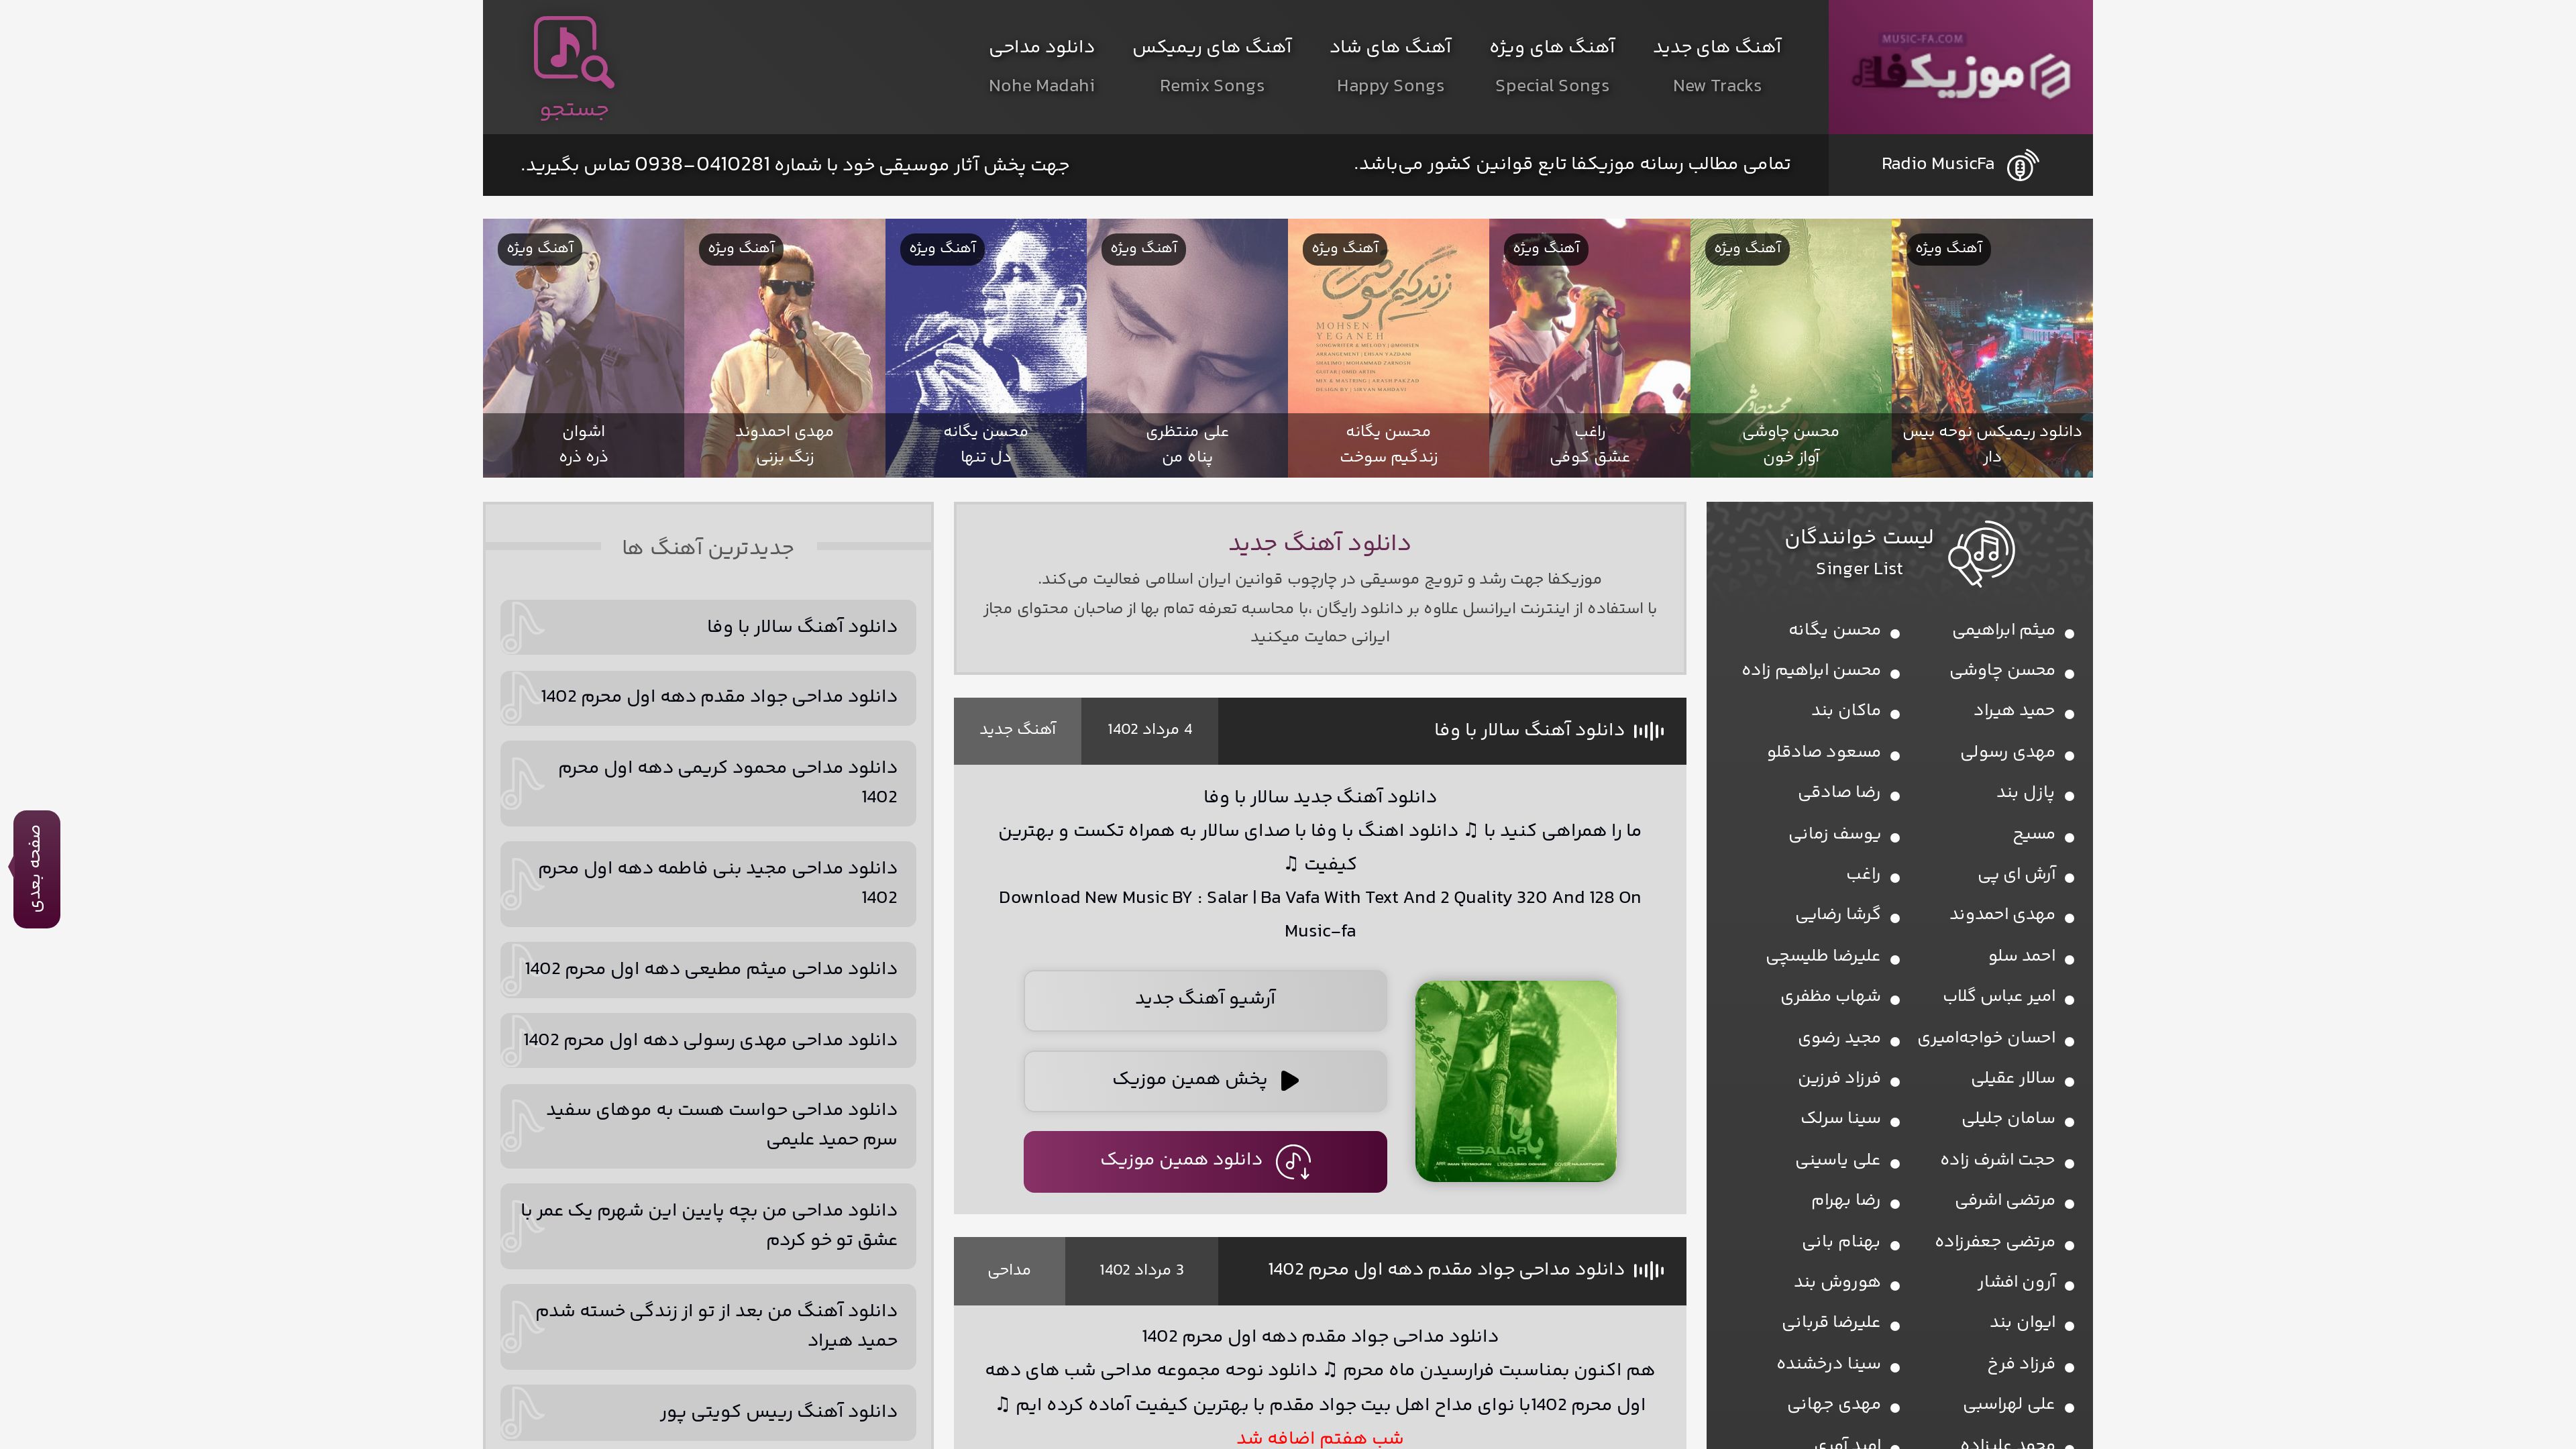 MUSIC-FA.COM
موزیکفا
آهنگ های جدید
New Tracks
آهنگ های ویژه
Special Songs
آهنگ های شاد
Happy Songs
آهنگ های ریمیکس
Remix Songs
دانلود مداحی
Nohe Madahi
جستجو
Radio MusicFa
تمامی مطالب رسانه موزیکفا تابع قوانین کشور می‌باشد.
جهت پخش آثار موسیقی خود با شماره 0410281-0938 تماس بگیرید.
آهنگ ویژه
دانلود ریمیکس نوحه بیس
دار
آهنگ ویژه
محسن چاوشی
آواز خون
آهنگ ویژه
راغب
عشق کوفی
آهنگ ویژه
زندگیم سوخت
MOHSEN
YEGANEH
محسن یگانه
زندگیم سوخت
آهنگ ویژه
علی منتظری
پناه من
آهنگ ویژه
محسن یگانه
دل تنها
آهنگ ویژه
مهدی احمدوند
زنگ بزنی
آهنگ ویژه
اشوان
ذره ذره
لیست خوانندگان
Singer List
میثم ابراهیمی
محسن یگانه
محسن چاوشی
محسن ابراهیم زاده
حمید هیراد
ماکان بند
مهدی رسولی
مسعود صادقلو
پازل بند
رضا صادقی
مسیح
یوسف زمانی
آرش ای پی
راغب
مهدی احمدوند
گرشا رضایی
احمد سلو
علیرضا طلیسچی
امیر عباس گلاب
شهاب مظفری
احسان خواجه‌امیری
مجید رضوی
سالار عقیلی
فرزاد فرزین
سامان جلیلی
سینا سرلک
حجت اشرف زاده
علی یاسینی
مرتضی اشرفی
رضا بهرام
مرتضی جعفرزاده
بهنام بانی
آرون افشار
هوروش بند
ایوان بند
علیرضا قربانی
فرزاد فرخ
سینا درخشنده
علی لهراسبی
مهدی جهانی
محمد علیزاده
امید آمری
دانلود آهنگ جدید
موزیکفا جهت رشد و ترویج موسیقی در چارچوب قوانین ایران اسلامی فعالیت می‌کند.
با استفاده از اینترنت ایرانسل علاوه بر دانلود رایگان ،با محاسبه تعرفه تمام بها از صاحبان محتوای مجاز
ایرانی حمایت میکنید
دانلود آهنگ سالار با وفا
4 مرداد 1402
آهنگ جدید
دانلود آهنگ جدید سالار با وفا
ما را همراهی کنید با ♫ دانلود اهنگ با وفا با صدای سالار به همراه تکست و بهترین
کیفیت ♫
Download New Music BY : Salar | Ba Vafa With Text And 2 Quality 320 And 128 On
Music-fa
با وفا
SALAR
آرشیو آهنگ جدید
پخش همین موزیک
دانلود همین موزیک
دانلود مداحی جواد مقدم دهه اول محرم 1402
3 مرداد 1402
مداحی
دانلود مداحی جواد مقدم دهه اول محرم 1402
هم اکنون بمناسبت فرارسیدن ماه محرم ♫ دانلود نوحه مجموعه مداحی شب های دهه
اول محرم 1402با نوای مداح اهل بیت جواد مقدم با بهترین کیفیت آماده کرده ایم ♫
شب هفتم اضافه شد
جدیدترین آهنگ ها
دانلود آهنگ سالار با وفا
دانلود مداحی جواد مقدم دهه اول محرم 1402
دانلود مداحی محمود کریمی دهه اول محرم
1402
دانلود مداحی مجید بنی فاطمه دهه اول محرم
1402
دانلود مداحی میثم مطیعی دهه اول محرم 1402
دانلود مداحی مهدی رسولی دهه اول محرم 1402
دانلود مداحی حواست هست به موهای سفید
سرم حمید علیمی
دانلود مداحی من بچه پایین این شهرم یک عمر با
عشق تو خو کردم
دانلود آهنگ من بعد از تو از زندگی خسته شدم
حمید هیراد
دانلود آهنگ رییس کویتی پور
صفحه بعدی